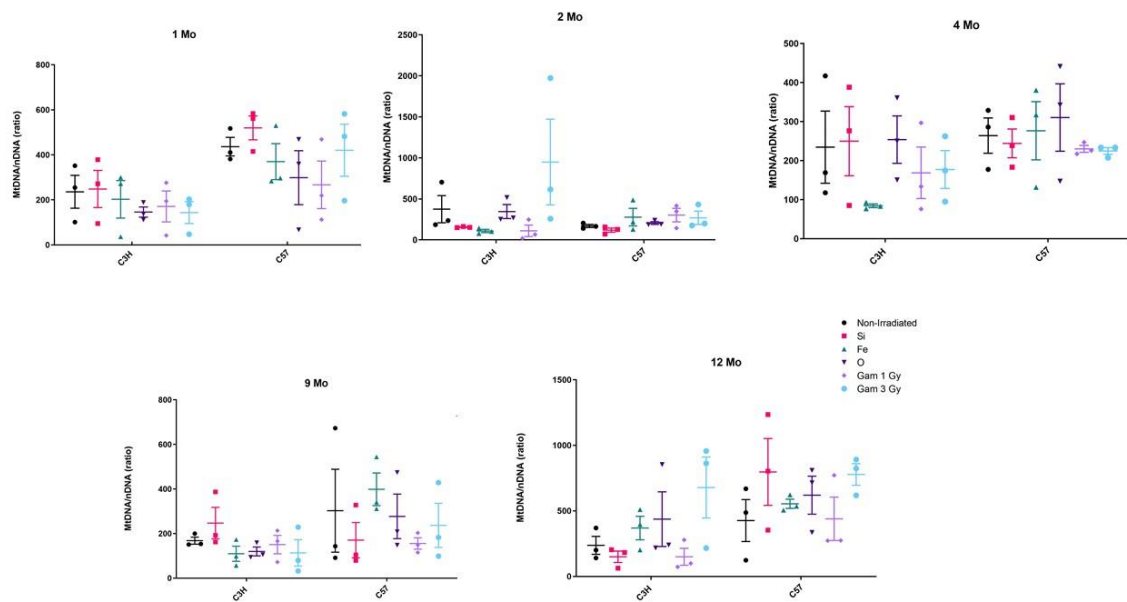 1 Mo
MtDNA/nDNA (ratio)
800
600
400
200
0
C3H
C57
2 Mo
MtDNA/nDNA (ratio)
2500
2000
1500
1000
500
0
C3H
C57
4 Mo
MtDNA/nDNA (ratio)
500
400
300
200
100
0
C3H
C57
Non-Irradiated
Si
Fe
O
Gam 1 Gy
Gam 3 Gy
9 Mo
MtDNA/nDNA (ratio)
800
600
400
200
0
C3H
C57
12 Mo
MtDNA/nDNA (ratio)
1500
1000
500
0
C3H
C57